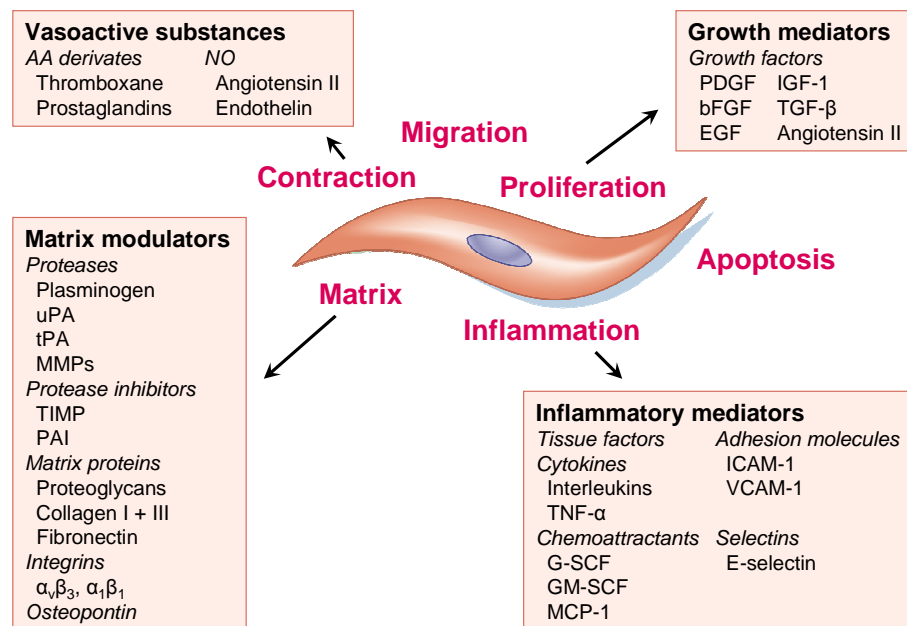 Vasoactive substances
AA derivates NO
Thromboxane Angiotensin II
Prostaglandins Endothelin
Growth mediators
Growth factors
PDGF IGF-1
bFGF TGF-β
EGF Angiotensin II
Migration
Contraction
Proliferation
Apoptosis
Matrix
Inflammation
Matrix modulators
Proteases
Plasminogen
uPA
tPA
MMPs
Protease inhibitors
TIMP
PAI
Matrix proteins
Proteoglycans
Collagen I + III
Fibronectin
Integrins
αvβ3, α1β1
Osteopontin
Inflammatory mediators
Tissue factors Adhesion molecules
Cytokines ICAM-1
Interleukins VCAM-1
TNF-α
Chemoattractants Selectins
G-SCF E-selectin
GM-SCF
MCP-1